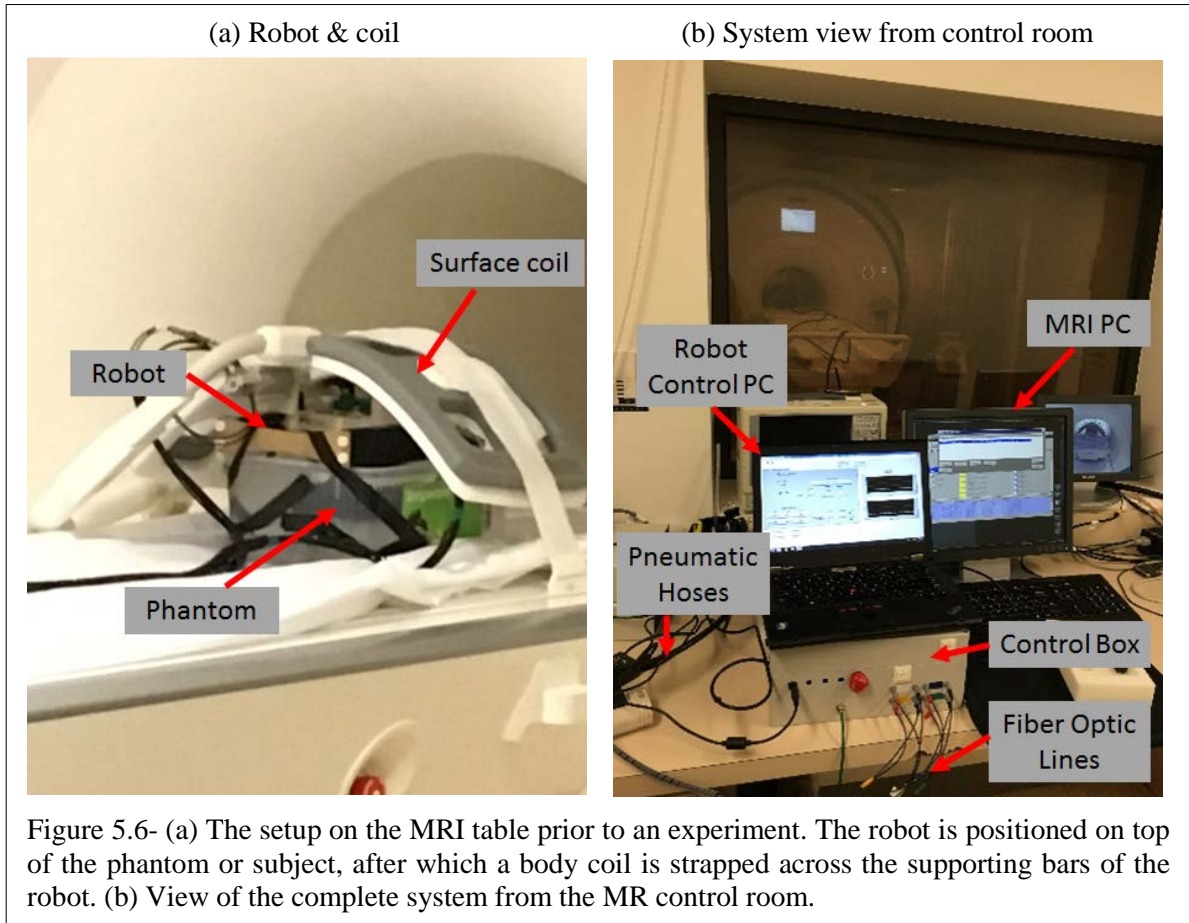 (a) Robot & coil
(b) System view from control room
Surface coil
Robot
Phantom
MRI PC
Robot
Control PC
Pneumatic
Hoses
Control Box
Fiber Optic
Lines
Figure 5.6- (a) The setup on the MRI table prior to an experiment. The robot is positioned on top
of the phantom or subject, after which a body coil is strapped across the supporting bars of the
robot. (b) View of the complete system from the MR control room.